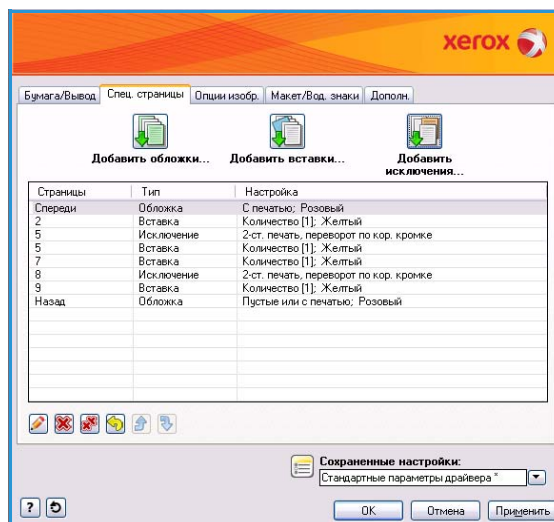 xerox
Бумага/Вывод Спец. страницы Опции изобр. Макет/Вод. знаки Дополн.
Добавить обложки... Добавить вставки... Добавить
исключения...
Страницы Тип Настройка
Спереди Обложка С печатью; Розовый
2 Вставка Количество [1]; Желтый
5 Исключение 2-ст. печать, переворот по кор. кромке
5 Вставка Количество [1]; Желтый
7 Вставка Количество [1]; Желтый
8 Исключение 2-ст. печать, переворот по кор. кромке
9 Вставка Количество [1]; Желтый
Назад Обложка Пустые или с печатью; Розовый
Сохраненные настройки:
Стандартные параметры драйвера *
? OK Отмена Применить